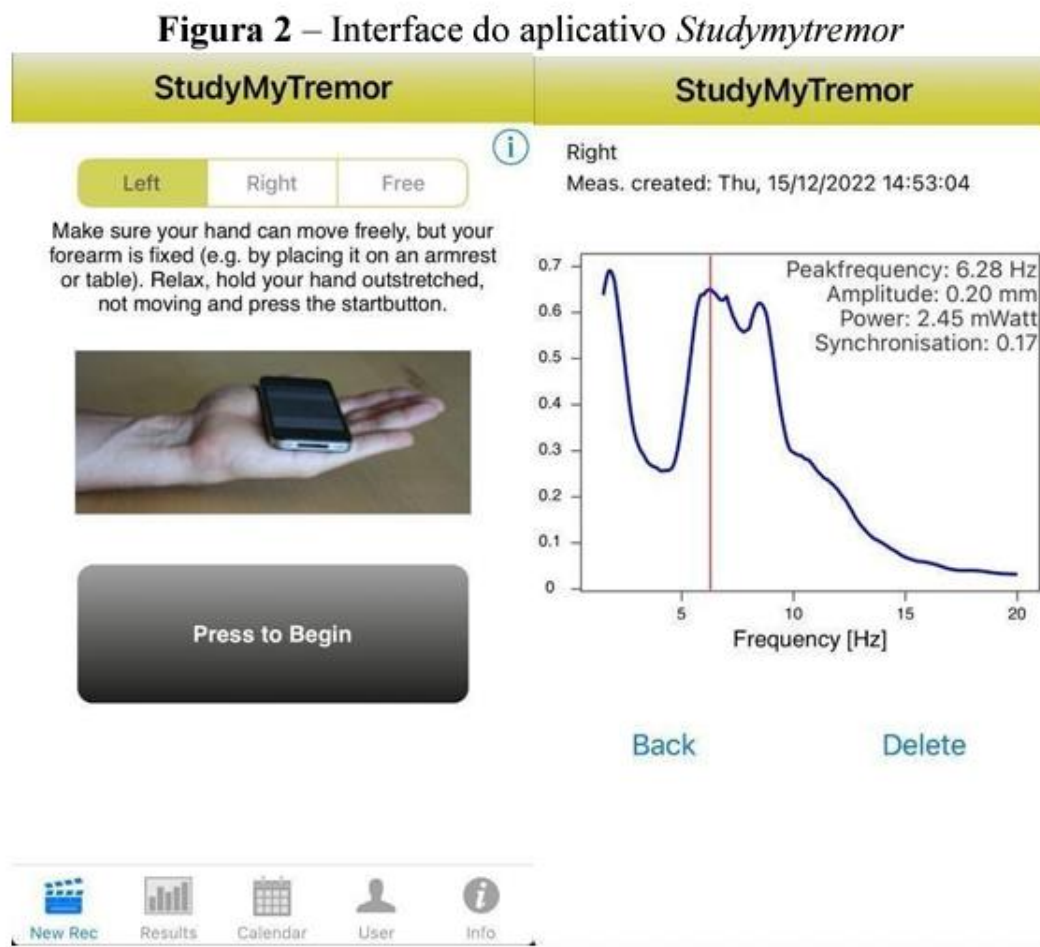 Figura 2 – Interface do aplicativo Studymytremor
StudyMyTremor
Left
Right
Free
Make sure your hand can move freely, but your
forearm is fixed (e.g. by placing it on an armrest
or table). Relax, hold your hand outstretched,
not moving and press the startbutton.
Press to Begin
New Rec
Results
Calendar
User
Info
StudyMyTremor
Right
Meas. created: Thu, 15/12/2022 14:53:04
Peakfrequency: 6.28 Hz
Amplitude: 0.20 mm
Power: 2.45 mWatt
Synchronisation: 0.17
0.7
0.6
0.5
0.4
0.3
0.2
0.1
0
5 10 15 20
Frequency [Hz]
Back
Delete